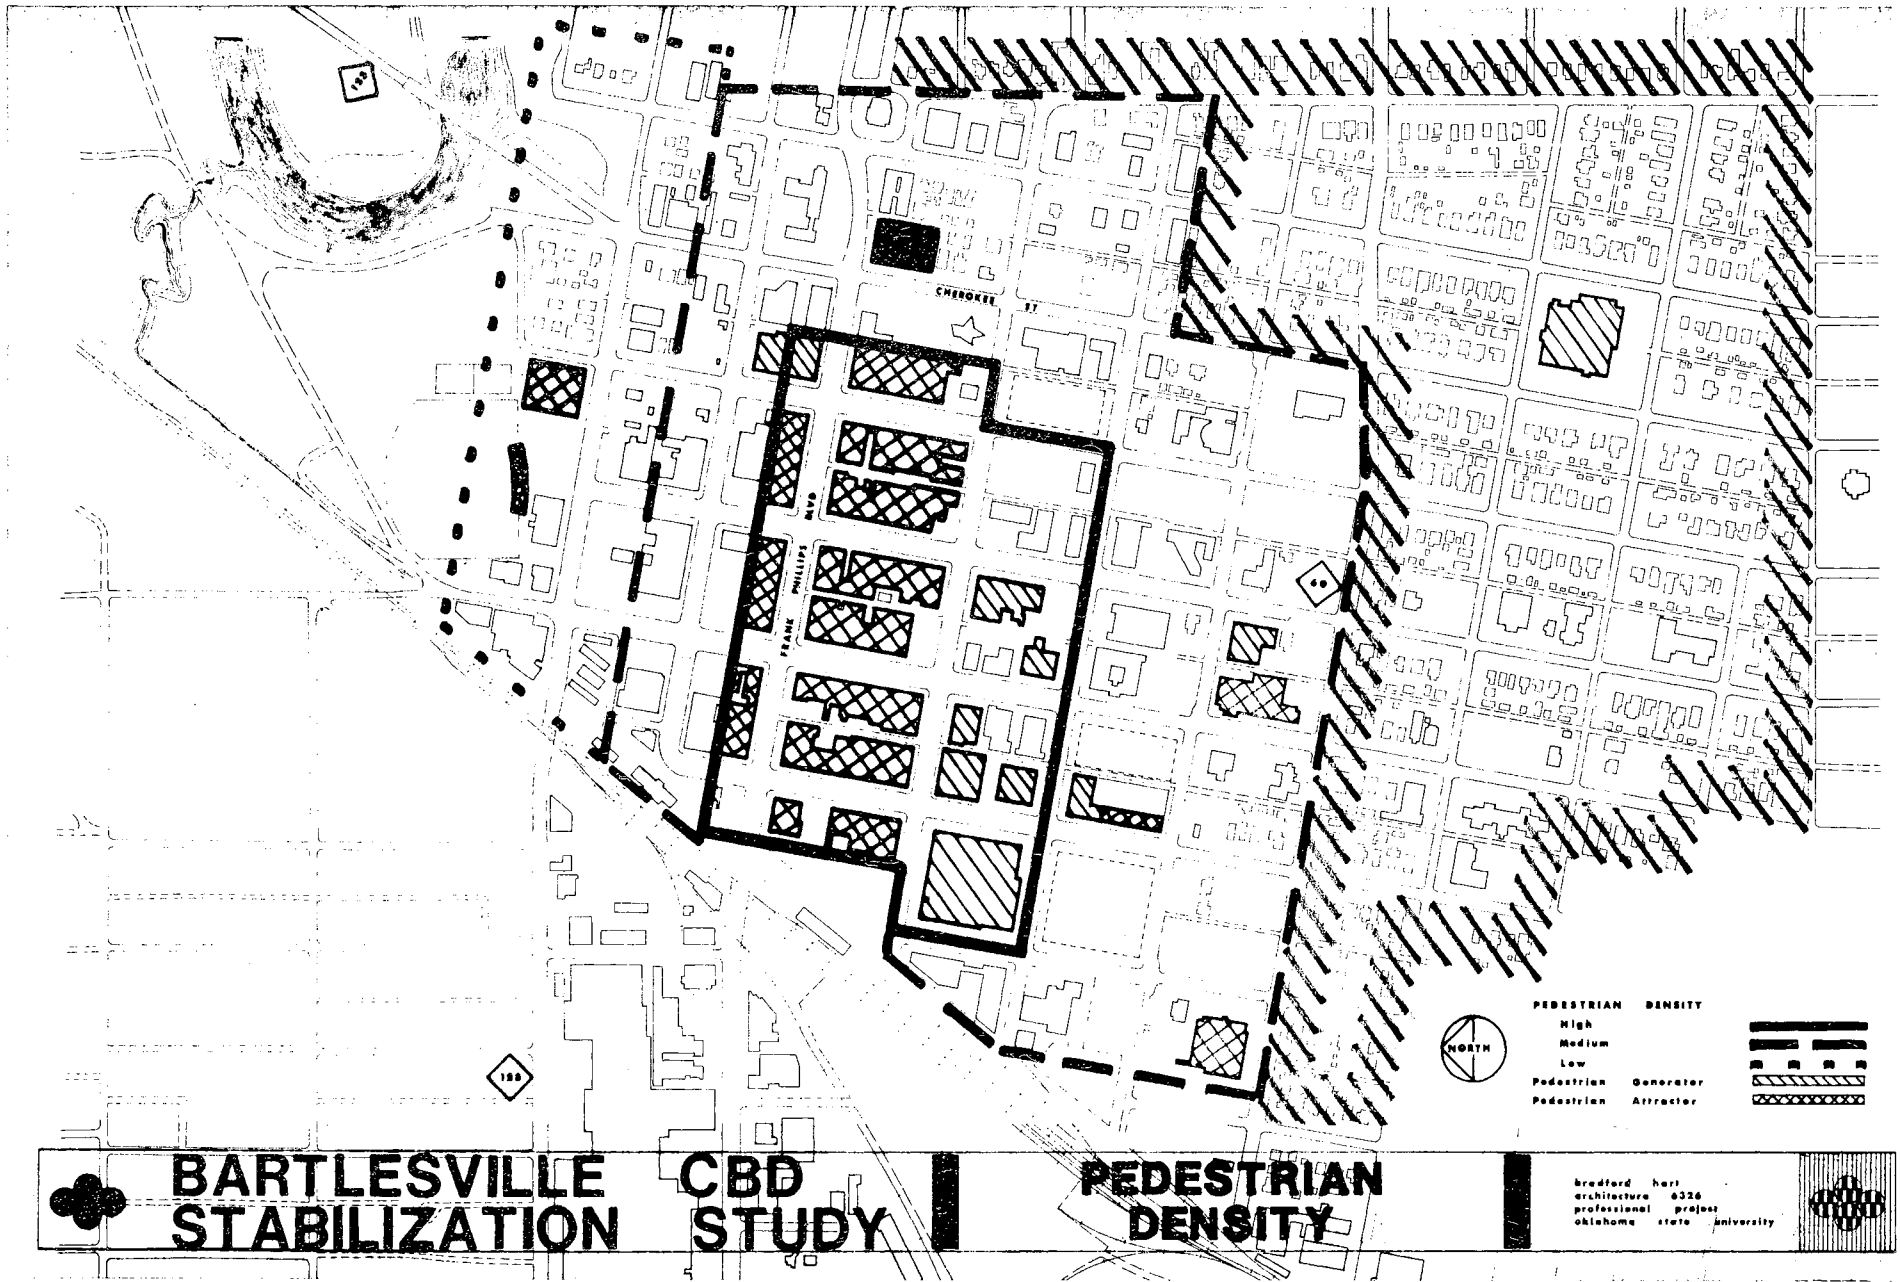 123
CHEROKEE ST
FRANK PHILLIPS BLVD
60
NORTH
PEDESTRIAN DENSITY
High
Medium
Low
Pedestrian Generator
Pedestrian Attractor
123
BARTLESVILLE CBD
STABILIZATION STUDY
PEDESTRIAN
DENSITY
bradford hart
architecture 6326
professional project
oklahoma state university